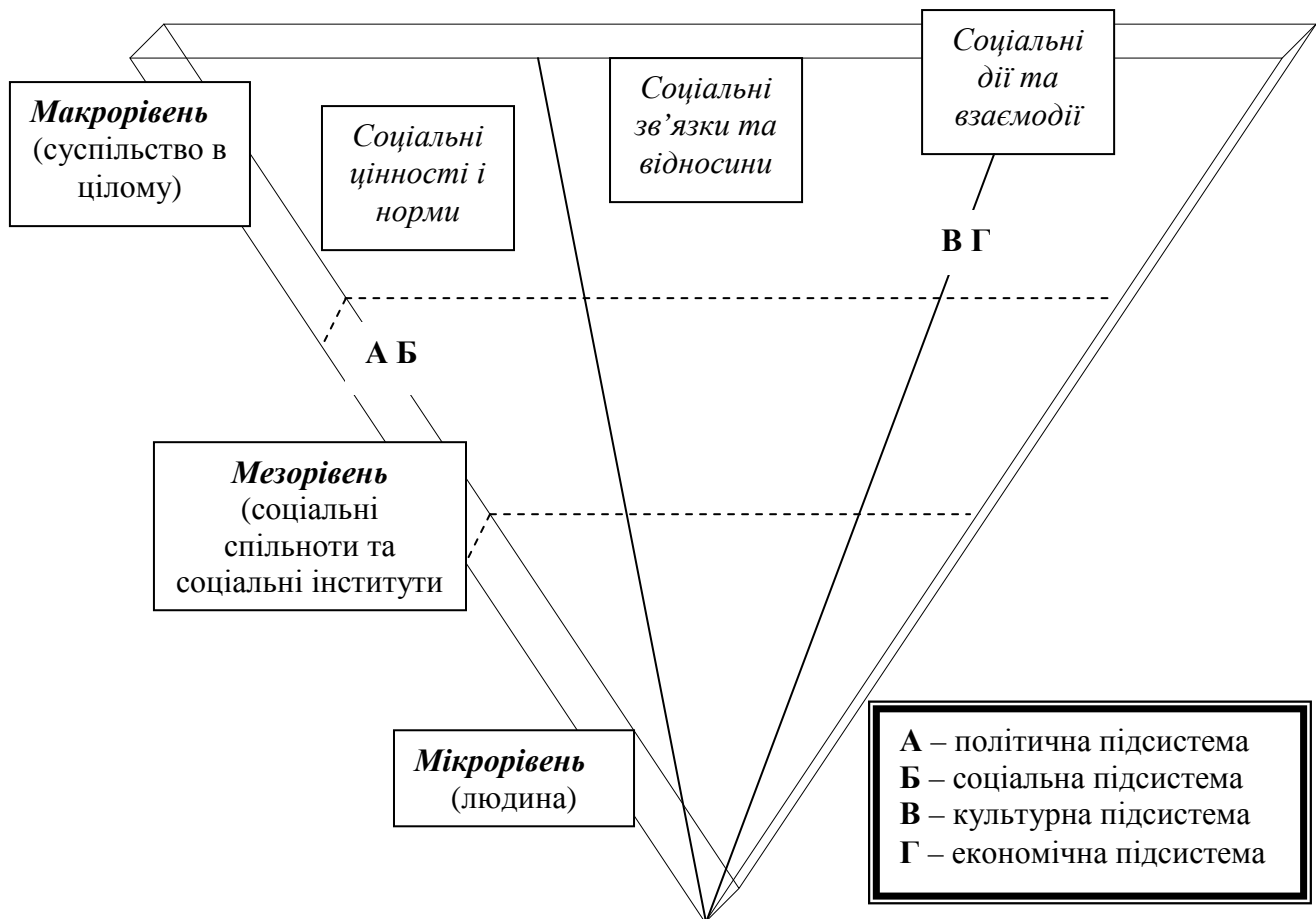 Макрорівень
(суспільство в
цілому)
Соціальні
цінності і
норми
Соціальні
зв’язки та
відносини
Соціальні
дії та
взаємодії
В Г
А Б
Мезорівень
(соціальні
спільноти та
соціальні інститути
Мікрорівень
(людина)
А – політична підсистема
Б – соціальна підсистема
В – культурна підсистема
Г – економічна підсистема